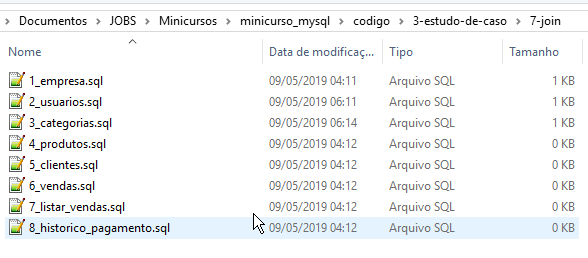 › Documentos › JOBS › Minicursos › minicurso_mysql › codigo › 3-estudo-de-caso › 7-join
Nome Data de modificaç... Tipo Tamanho
1_empresa.sql 09/05/2019 04:11 Arquivo SQL 1 KB
2_usuarios.sql 09/05/2019 06:11 Arquivo SQL 1 KB
3_categorias.sql 09/05/2019 06:14 Arquivo SQL 1 KB
4_produtos.sql 09/05/2019 04:12 Arquivo SQL 0 KB
5_clientes.sql 09/05/2019 04:12 Arquivo SQL 0 KB
6_vendas.sql 09/05/2019 04:12 Arquivo SQL 0 KB
7_listar_vendas.sql 09/05/2019 04:12 Arquivo SQL 0 KB
8_historico_pagamento.sql 09/05/2019 04:12 Arquivo SQL 0 KB